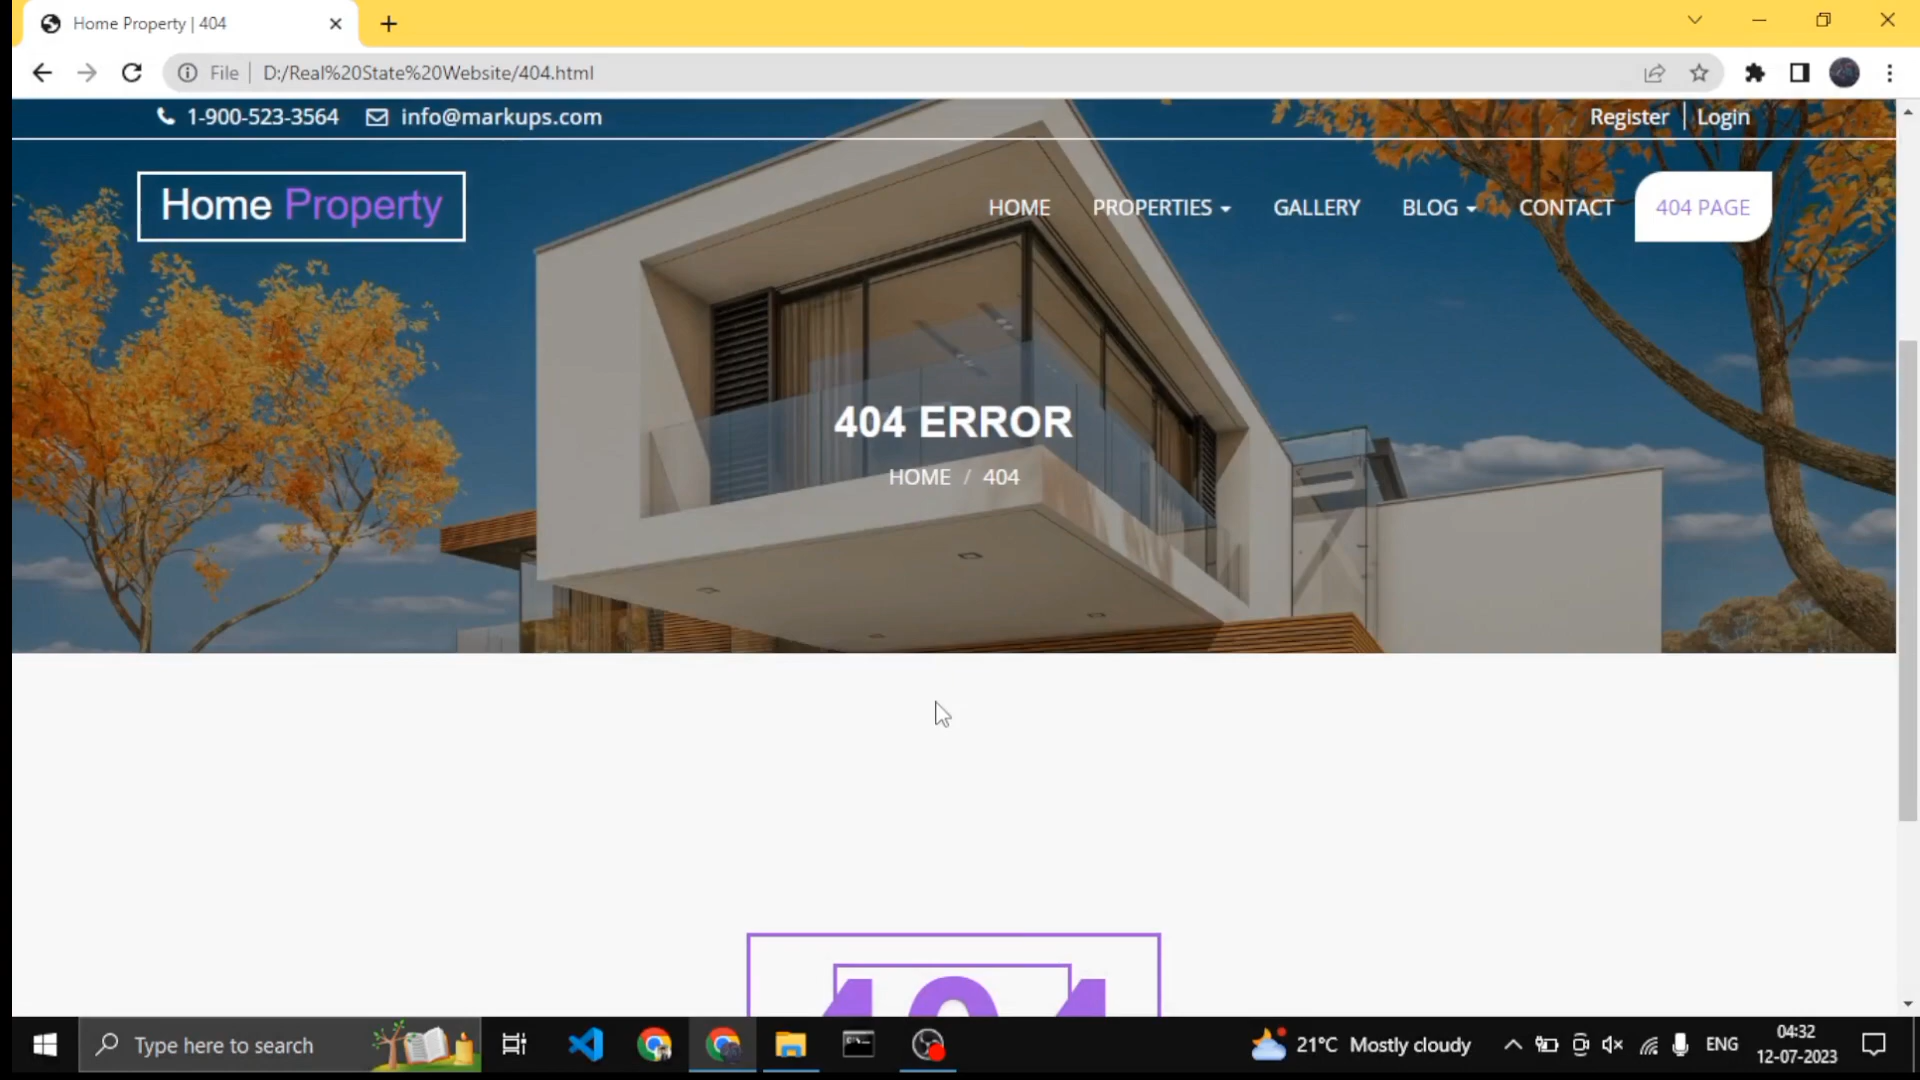 Home Property | 404
File D:/Real%20State%20Website/404.html
1-900-523-3564 info@markups.com Register Login
Home Property HOME PROPERTIES GALLERY BLOG CONTACT 404 PAGE
404 ERROR
HOME / 404
404
Type here to search 21°C Mostly cloudy ENG 04:32
12-07-2023